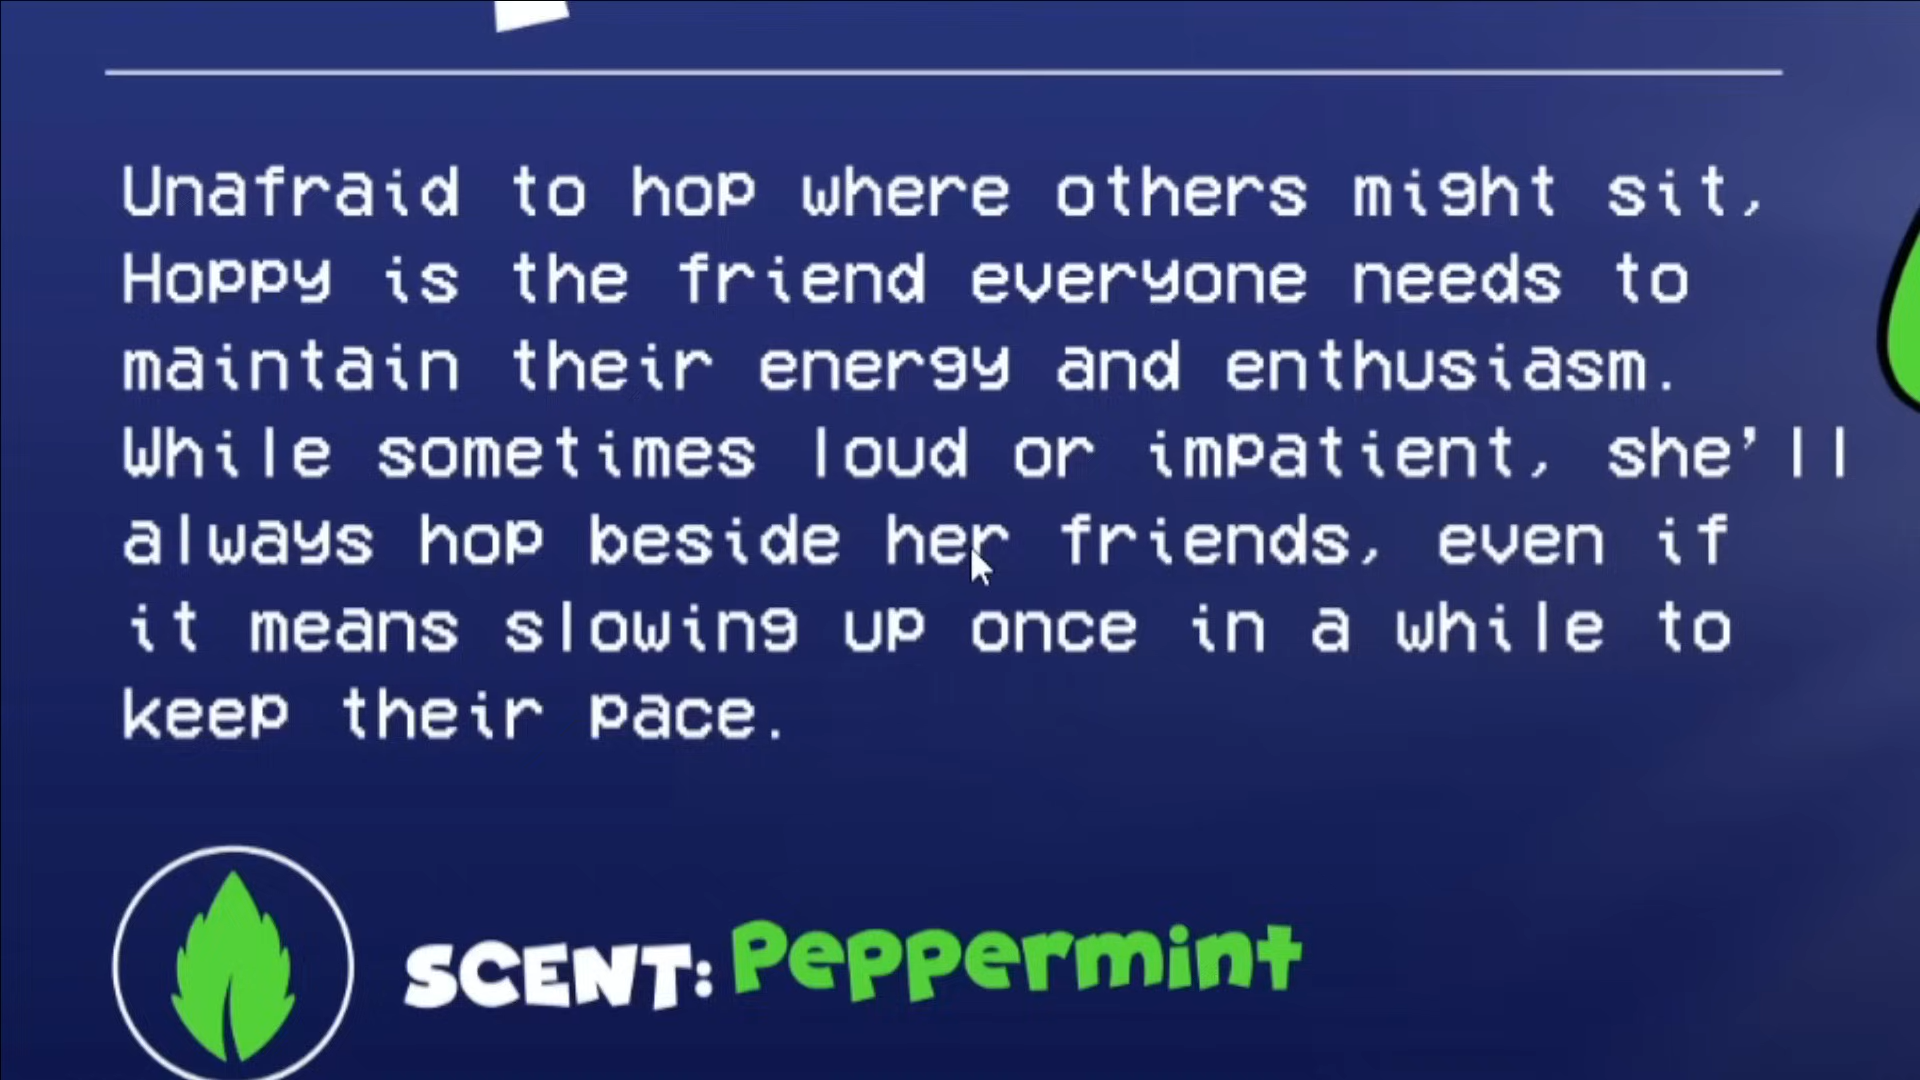 Unafraid to hop where others might sit,
Hoppy is the friend everyone needs to
maintain their energy and enthusiasm.
While sometimes loud or impatient, she'll
always hop beside her friends, even if
it means slowing up once in a while to
keep their pace.
SCENT: Peppermint